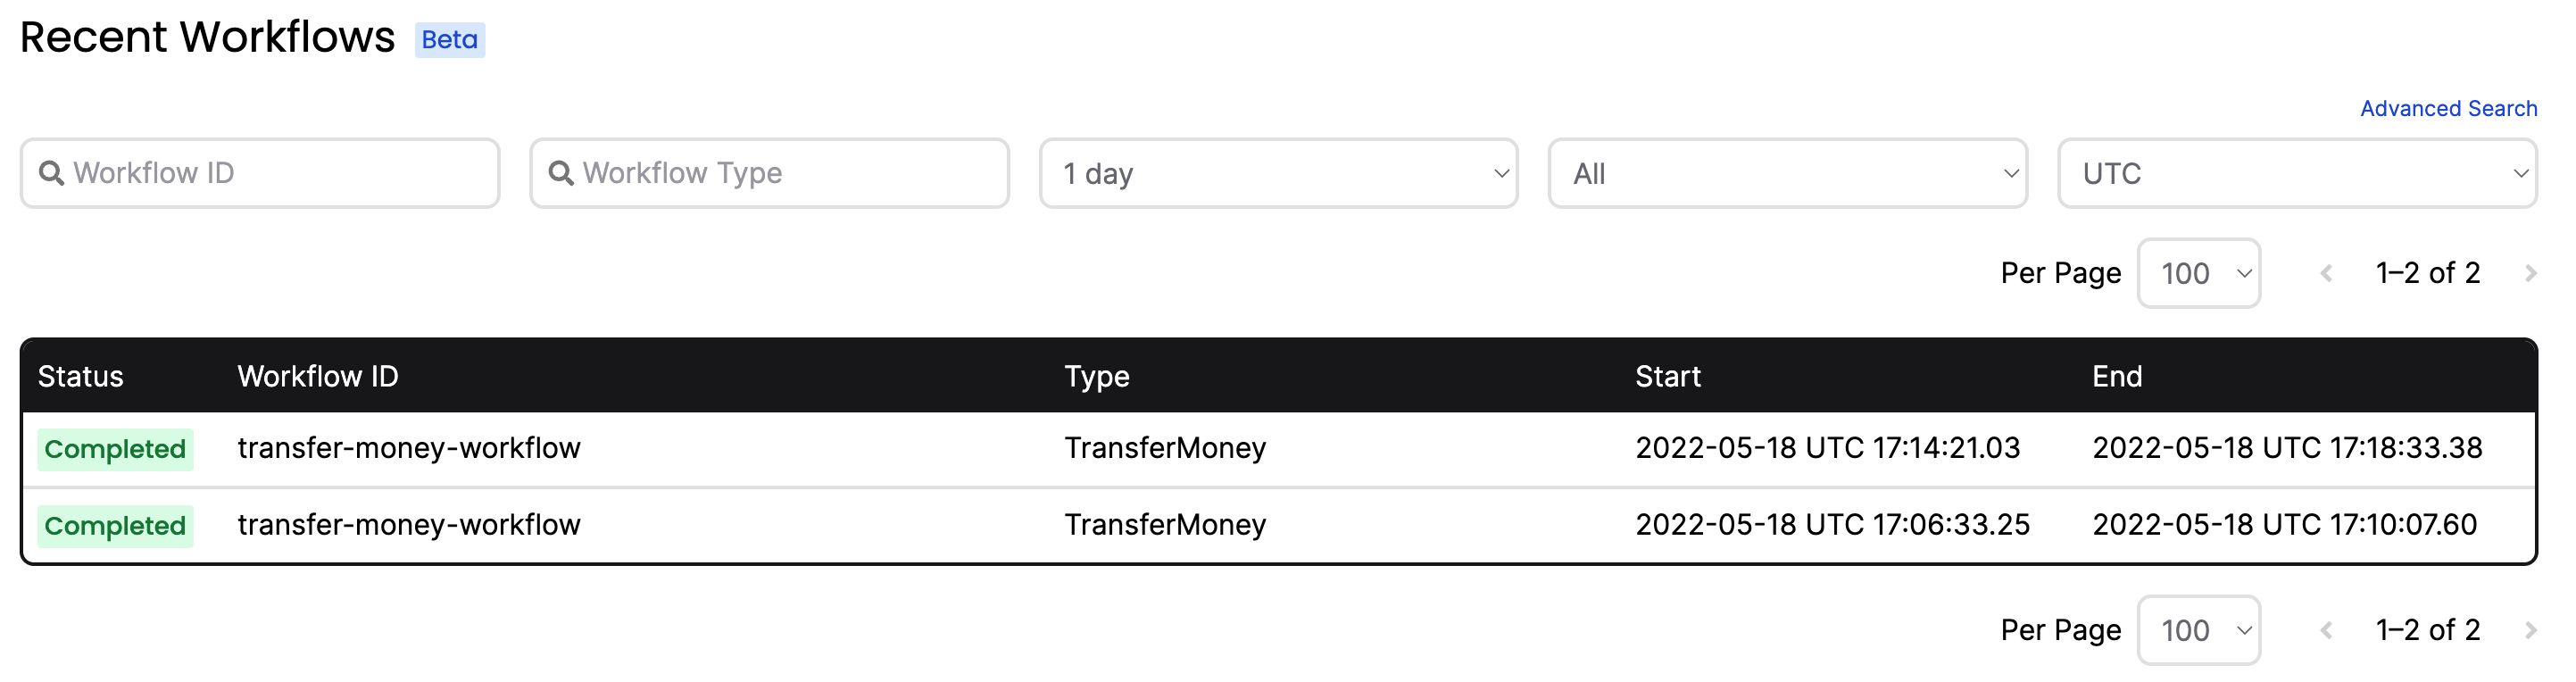 Recent Workflows Beta
Advanced Search
Workflow ID Workflow Type 1 day All UTC
Per Page 100 1–2 of 2
Status Workflow ID Type Start End
Completed transfer-money-workflow TransferMoney 2022-05-18 UTC 17:14:21.03 2022-05-18 UTC 17:18:33.38
Completed transfer-money-workflow TransferMoney 2022-05-18 UTC 17:06:33.25 2022-05-18 UTC 17:10:07.60
Per Page 100 1–2 of 2